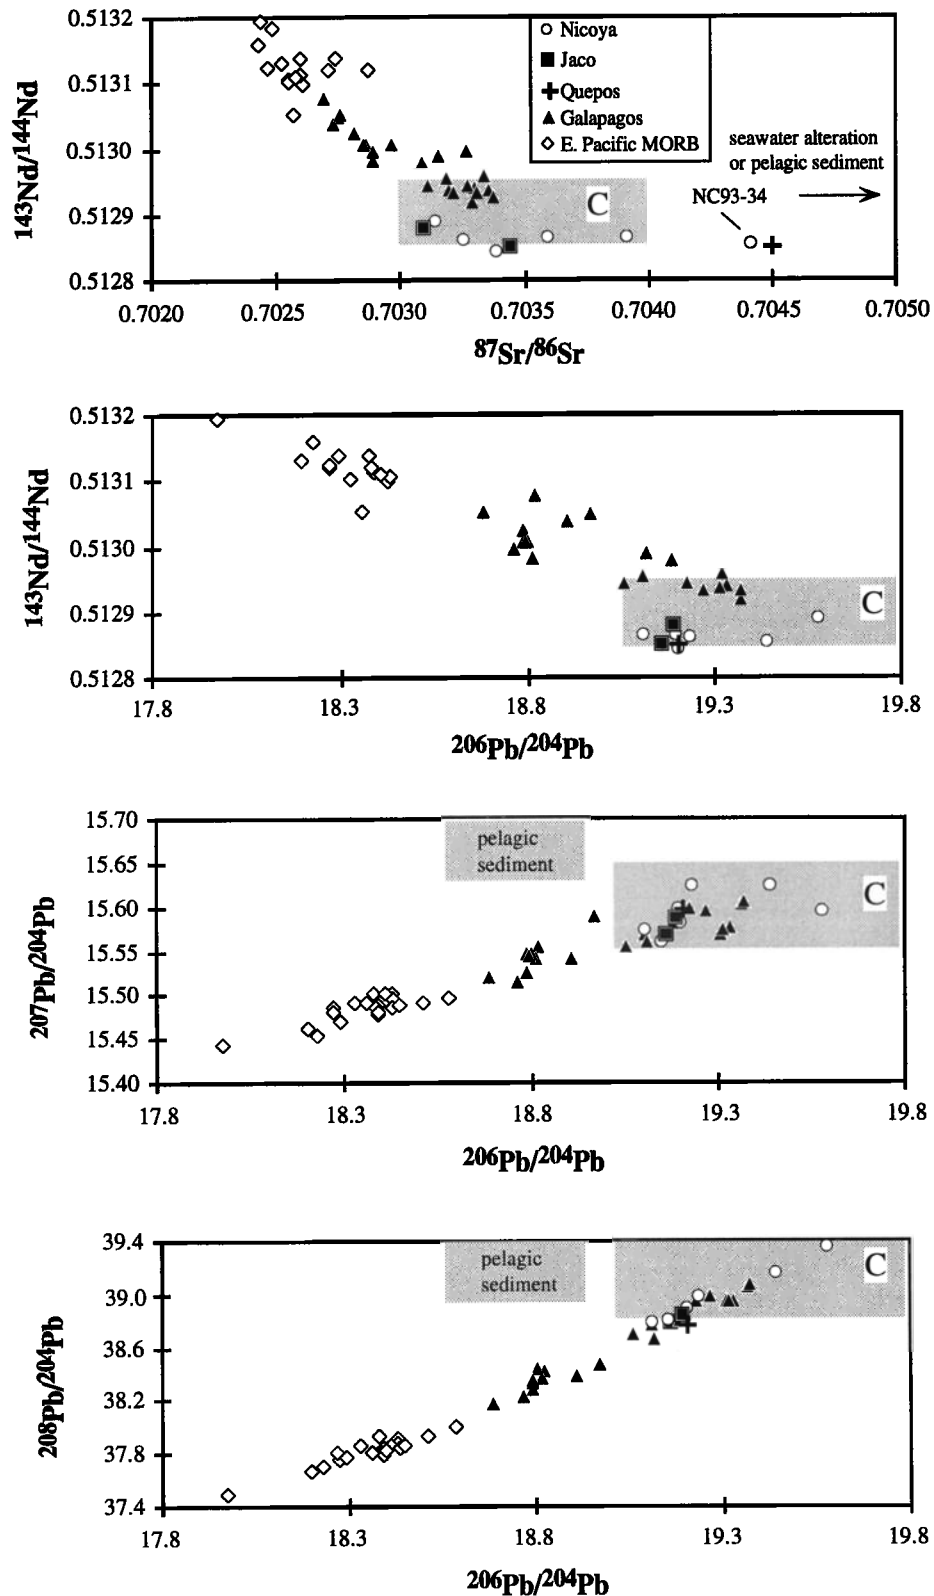 0.5132
0.5131
0.5130
0.5129
0.5128
143Nd/144Nd
○ Nicoya
■ Jaco
+ Quepos
▲ Galapagos
◇ E. Pacific MORB
seawater alteration
or pelagic sediment
NC93-34
C
0.7020 0.7025 0.7030 0.7035 0.7040 0.7045 0.7050
87Sr/86Sr
0.5132
0.5131
0.5130
0.5129
0.5128
143Nd/144Nd
C
17.8 18.3 18.8 19.3 19.8
206Pb/204Pb
15.70
15.65
15.60
15.55
15.50
15.45
15.40
207Pb/204Pb
pelagic
sediment
C
17.8 18.3 18.8 19.3 19.8
206Pb/204Pb
39.4
39.0
38.6
38.2
37.8
37.4
208Pb/204Pb
pelagic
sediment
C
17.8 18.3 18.8 19.3 19.8
206Pb/204Pb